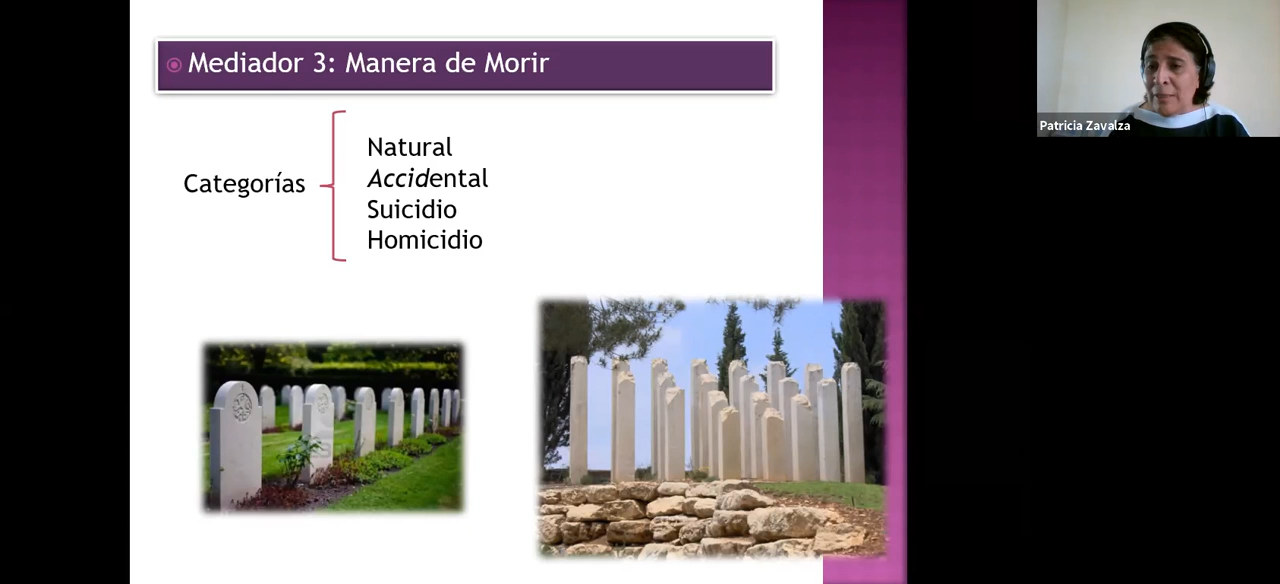 Mediador 3: Manera de Morir
Categorías
Natural
Accidental
Suicidio
Homicidio
Patricia Zavalza